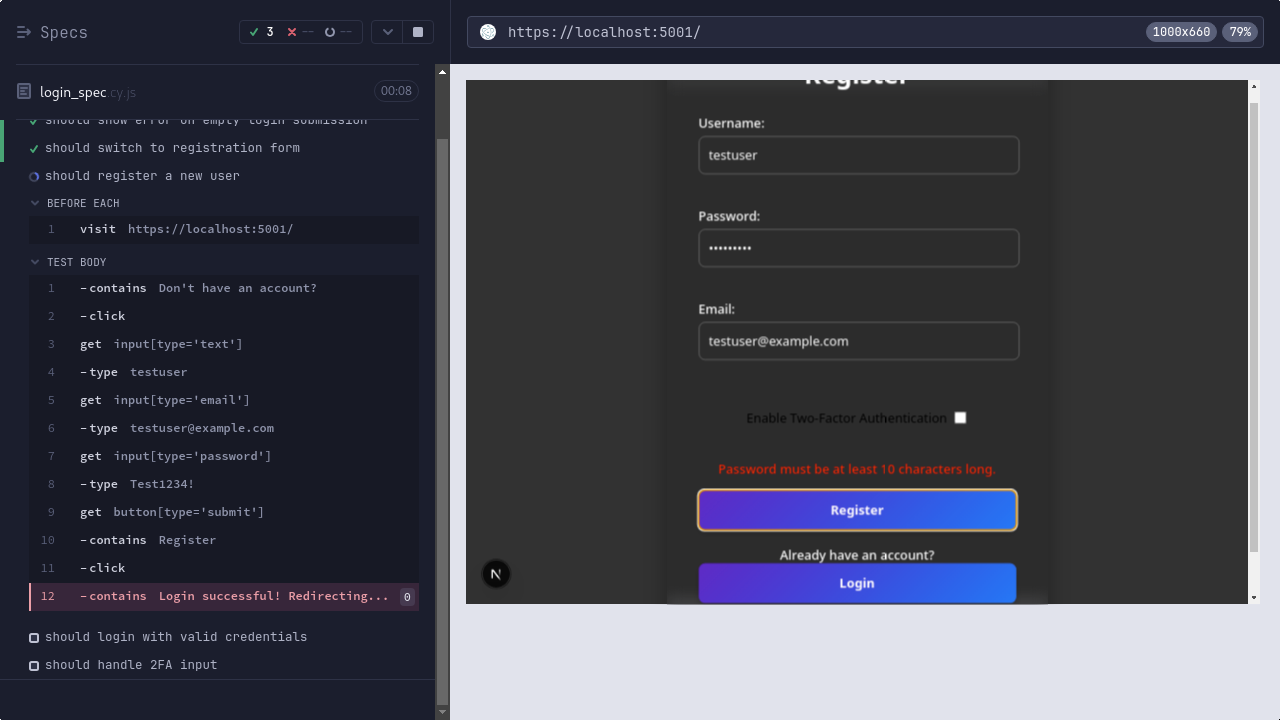 Specs
3 -- --
https://localhost:5001/
1000x660
79%
login_spec.cy.js
00:08
should show error on empty login submission
should switch to registration form
should register a new user
BEFORE EACH
1 visit https://localhost:5001/
TEST BODY
1 -contains Don't have an account?
2 -click
3 get input[type='text']
4 -type testuser
5 get input[type='email']
6 -type testuser@example.com
7 get input[type='password']
8 -type Test1234!
9 get button[type='submit']
10 -contains Register
11 -click
12 -contains Login successful! Redirecting... 0
should login with valid credentials
should handle 2FA input
Register
Username:
testuser
Password:
•••••••••
Email:
testuser@example.com
Enable Two-Factor Authentication
Password must be at least 10 characters long.
Register
Already have an account?
Login
N